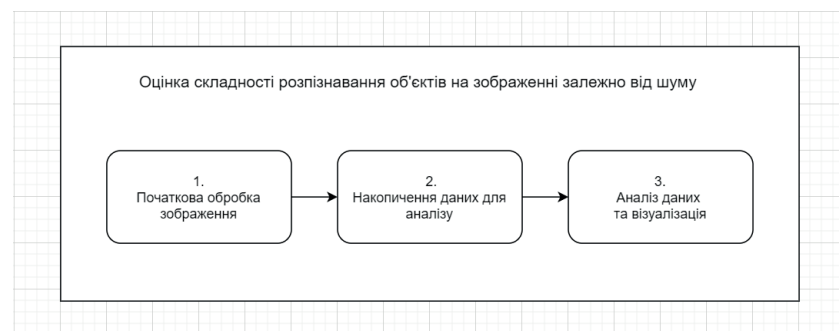 Оцінка складності розпізнавання об'єктів на зображенні залежно від шуму
1.
Початкова обробка
зображення
2.
Накопичення даних для
аналізу
3.
Аналіз даних
та візуалізація